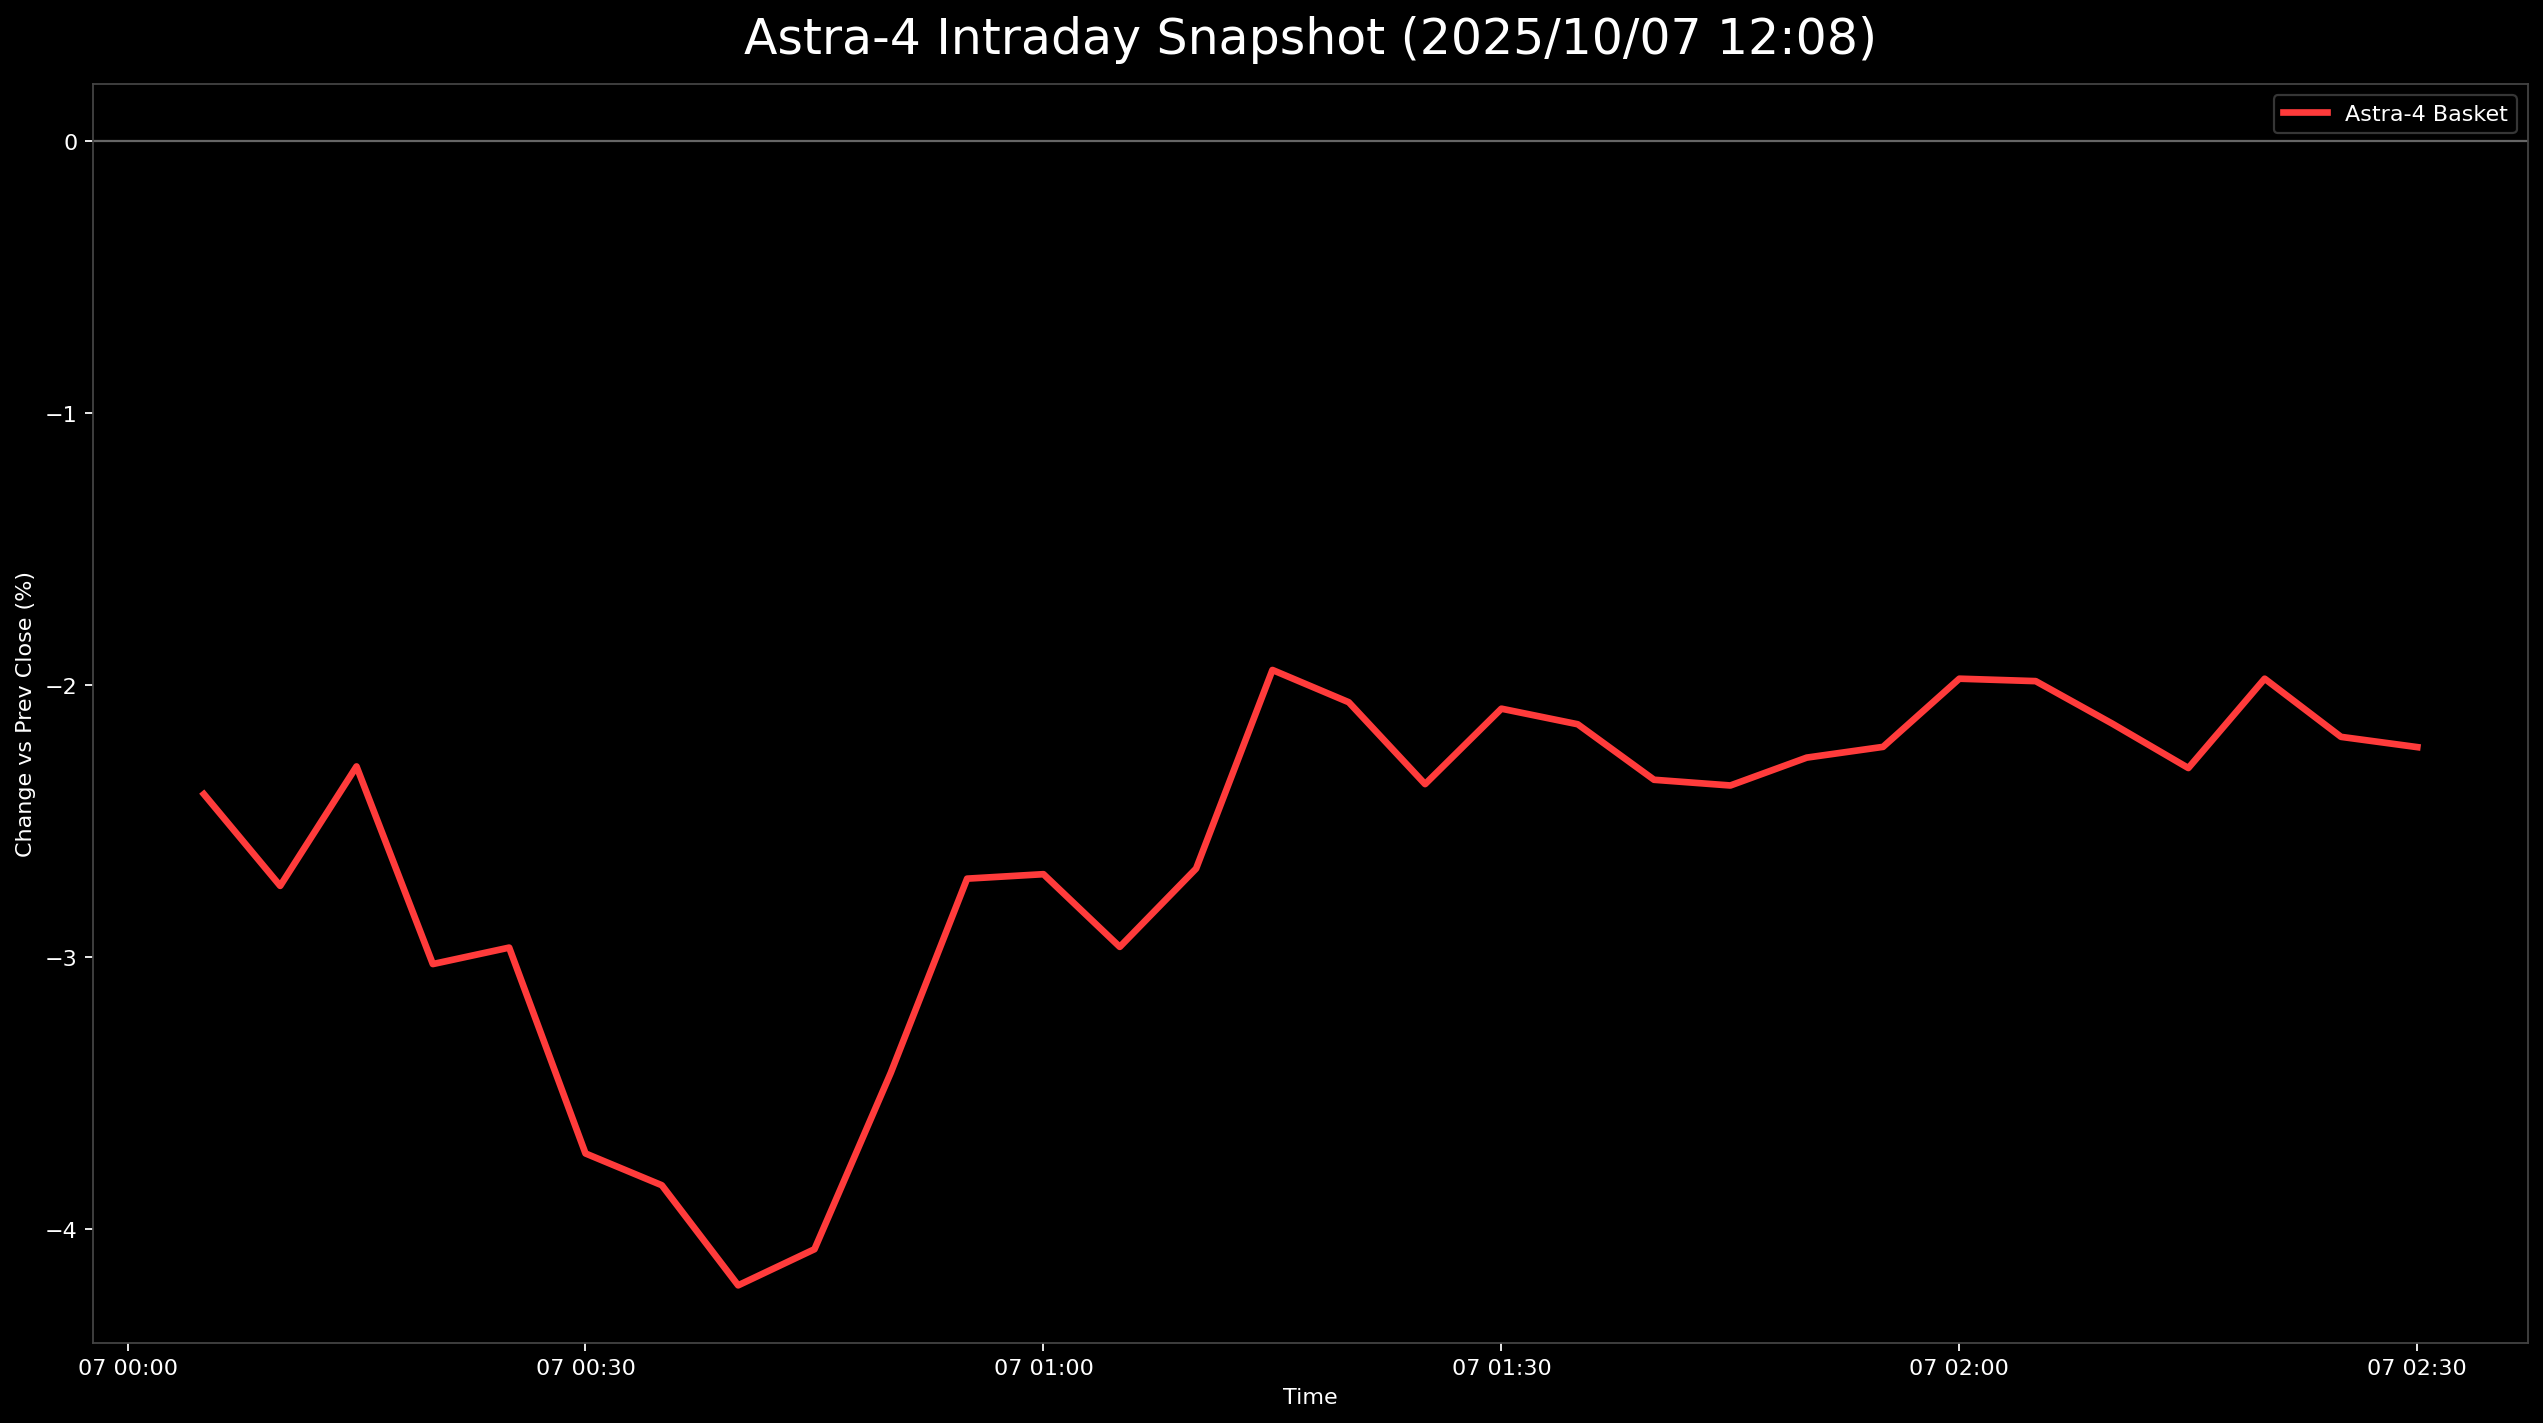 Astra-4 Intraday Snapshot (2025/10/07 12:08)
Astra-4 Basket
Change vs Prev Close (%)
0
−1
−2
−3
−4
07 00:00
07 00:30
07 01:00
07 01:30
07 02:00
07 02:30
Time